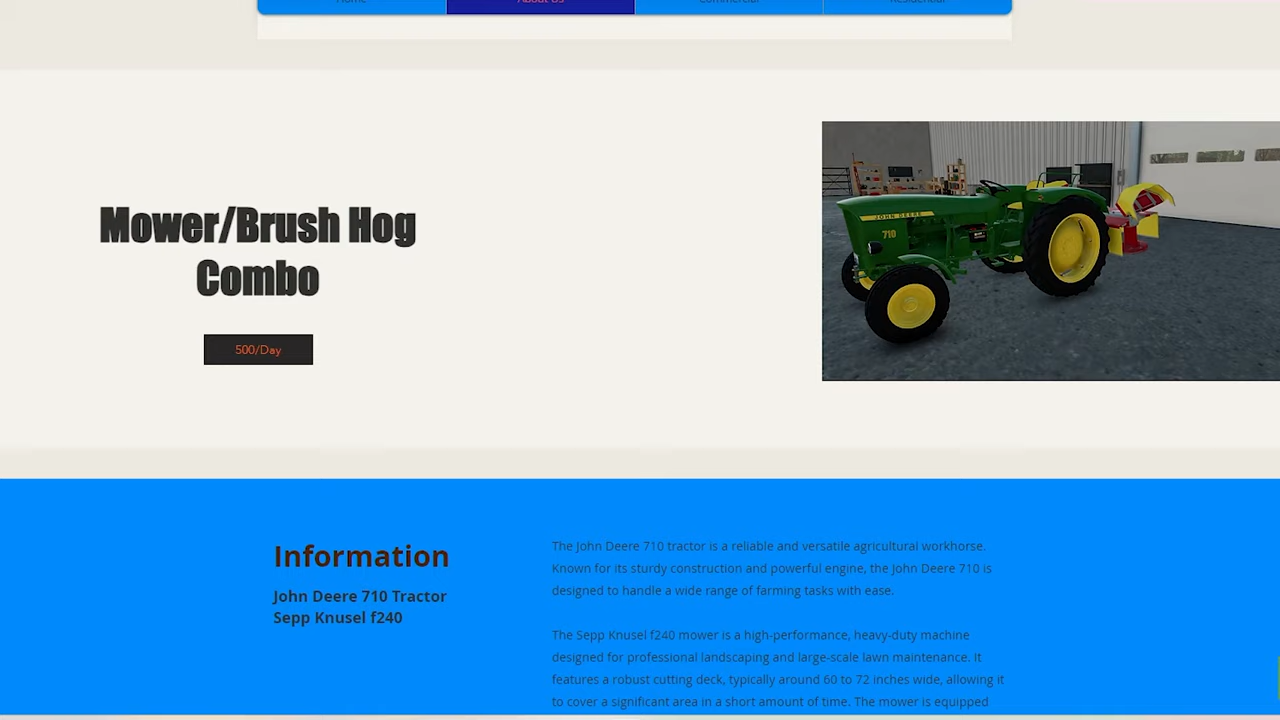 Home
About Us
Commercial
Residential
Mower/Brush Hog
Combo
500/Day
JOHN DEERE
710
Information
John Deere 710 Tractor
Sepp Knusel f240
The John Deere 710 tractor is a reliable and versatile agricultural workhorse.
Known for its sturdy construction and powerful engine, the John Deere 710 is
designed to handle a wide range of farming tasks with ease.
The Sepp Knusel f240 mower is a high-performance, heavy-duty machine
designed for professional landscaping and large-scale lawn maintenance. It
features a robust cutting deck, typically around 60 to 72 inches wide, allowing it
to cover a significant area in a short amount of time. The mower is equipped